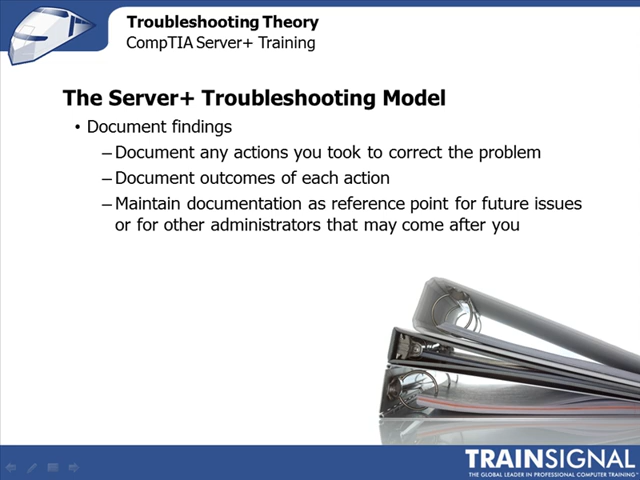 Troubleshooting Theory
CompTIA Server+ Training
The Server+ Troubleshooting Model
• Document findings
– Document any actions you took to correct the problem
– Document outcomes of each action
– Maintain documentation as reference point for future issues
or for other administrators that may come after you
TRAINSIGNAL
THE GLOBAL LEADER IN PROFESSIONAL COMPUTER TRAINING